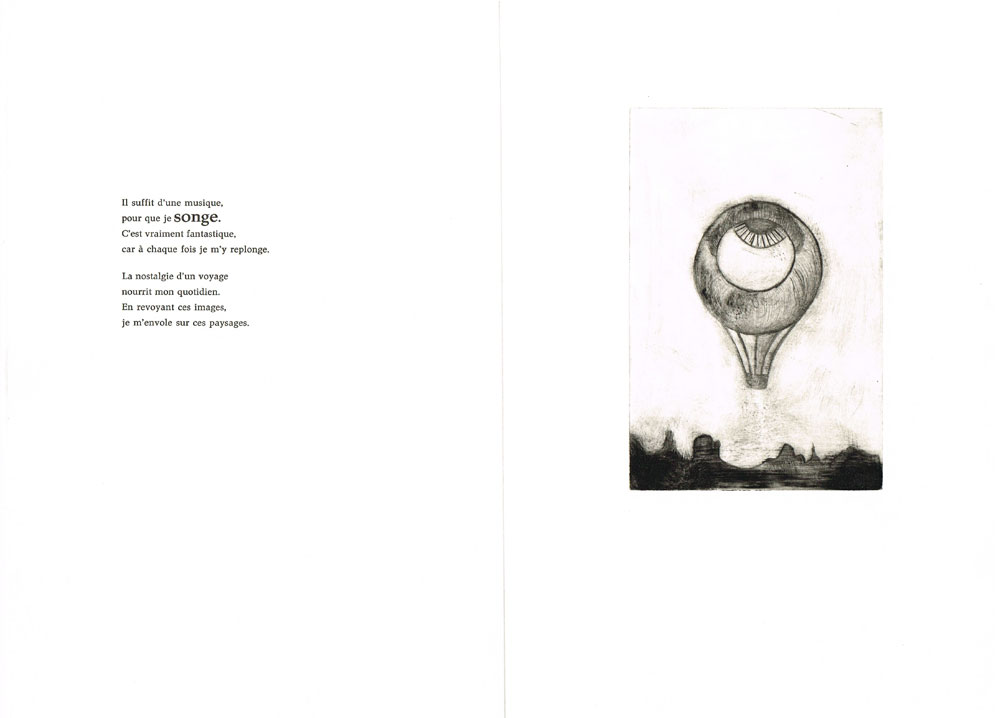 Il suffit d'une musique,
pour que je songe.
C'est vraiment fantastique,
car à chaque fois je m'y replonge.
La nostalgie d'un voyage
nourrit mon quotidien.
En revoyant ces images,
je m'envole sur ces paysages.